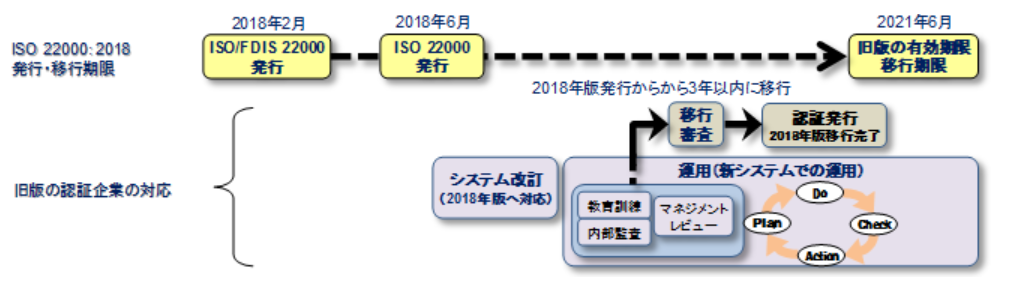 2018年2月
2018年6月
2021年6月
ISO 22000:2018
発行・移行期限
ISO/FDIS 22000
発行
ISO 22000
発行
旧版の有効期限
移行期限
2018年版発行からから3年以内に移行
移行
審査
認証発行
2018年版移行完了
旧版の認証企業の対応
システム改訂
(2018年版へ対応)
運用(新システムでの運用)
教育訓練
内部監査
マネジメント
レビュー
Do
Plan
Check
Action